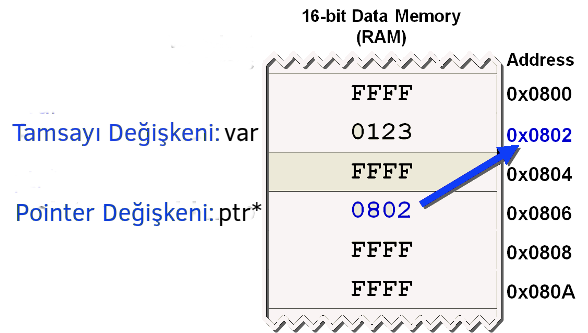 16-bit Data Memory
(RAM)
Address
FFFF 0x0800
Tamsayı Değişkeni: var 0123 0x0802
FFFF 0x0804
Pointer Değişkeni: ptr* 0802 0x0806
FFFF 0x0808
FFFF 0x080A